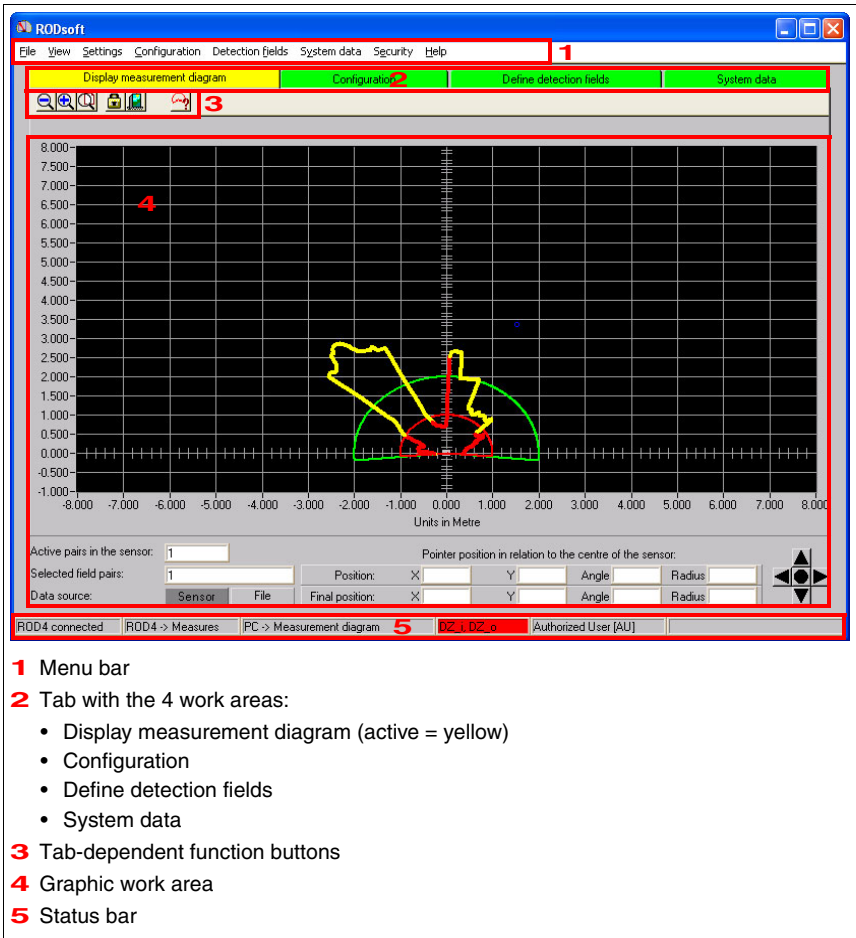 RODsoft
File View Settings Configuration Detection fields System data Security Help 1
Display measurement diagram Configuration 2 Define detection fields System data
3
8.000
7.500
7.000
6.500
4
6.000
5.500
5.000
4.500
4.000
3.500
3.000
2.500
2.000
1.500
1.000
0.500
0.000
-0.500
-1.000
-8.000 -7.000 -6.000 -5.000 -4.000 -3.000 -2.000 -1.000 0.000 1.000 2.000 3.000 4.000 5.000 6.000 7.000 8.000
Units in Metre
Active pairs in the sensor: 1 Pointer position in relation to the centre of the sensor:
Selected field pairs: 1 Position: X Y Angle Radius
Data source: Sensor File Final position: X Y Angle Radius
ROD4 connected ROD4 -> Measures PC -> Measurement diagram 5 DZ_i, DZ_o Authorized User [AU]
1 Menu bar
2 Tab with the 4 work areas:
• Display measurement diagram (active = yellow)
• Configuration
• Define detection fields
• System data
3 Tab-dependent function buttons
4 Graphic work area
5 Status bar